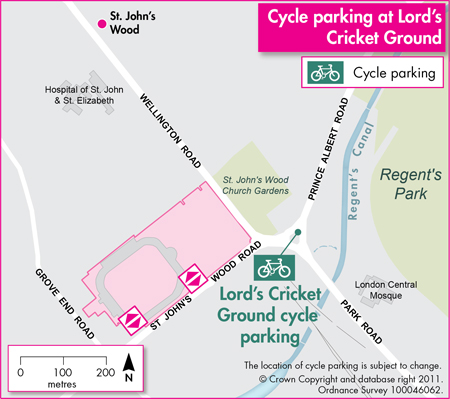 Cycle parking at Lord's
Cricket Ground
Cycle parking
St. John's
Wood
Hospital of St. John
& St. Elizabeth
WELLINGTON ROAD
PRINCE ALBERT ROAD
Regent's Canal
Regent's
Park
St. John's Wood
Church Gardens
GROVE END ROAD
ST JOHN'S WOOD ROAD
Lord's Cricket
Ground cycle
parking
London Central
Mosque
PARK ROAD
0 100 200
metres
N
The location of cycle parking is subject to change.
© Crown Copyright and database right 2011.
Ordnance Survey 100046062.